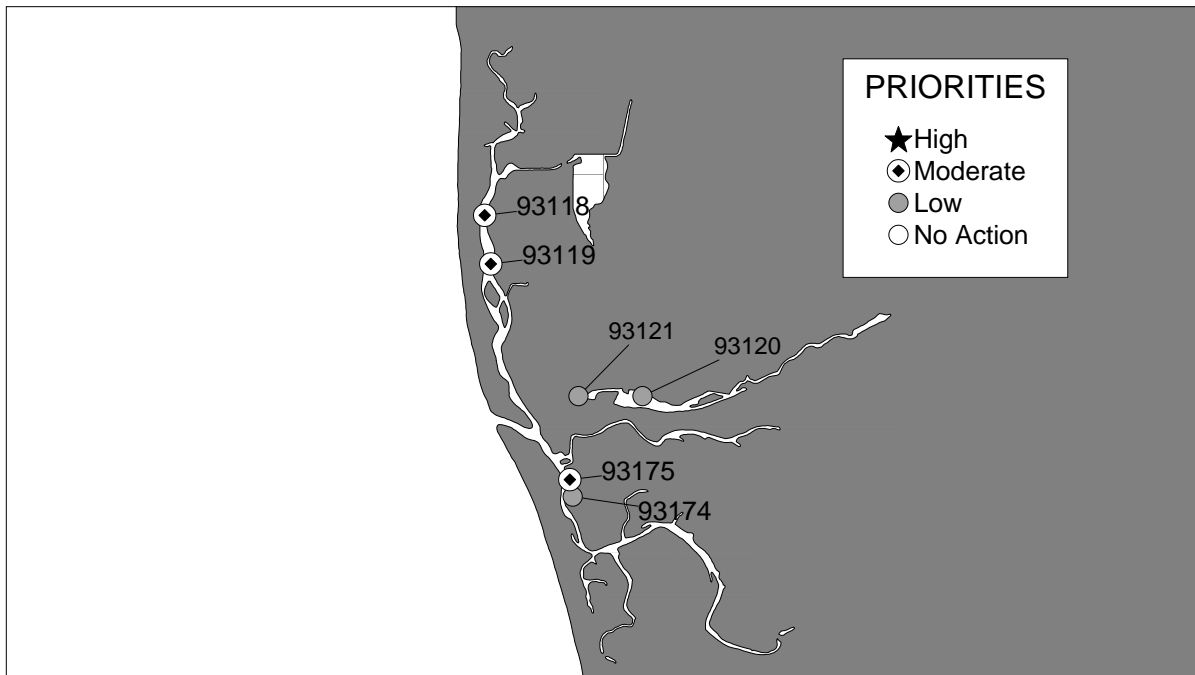 PRIORITIES
High
Moderate
Low
No Action
93118
93119
93121
93120
93175
93174